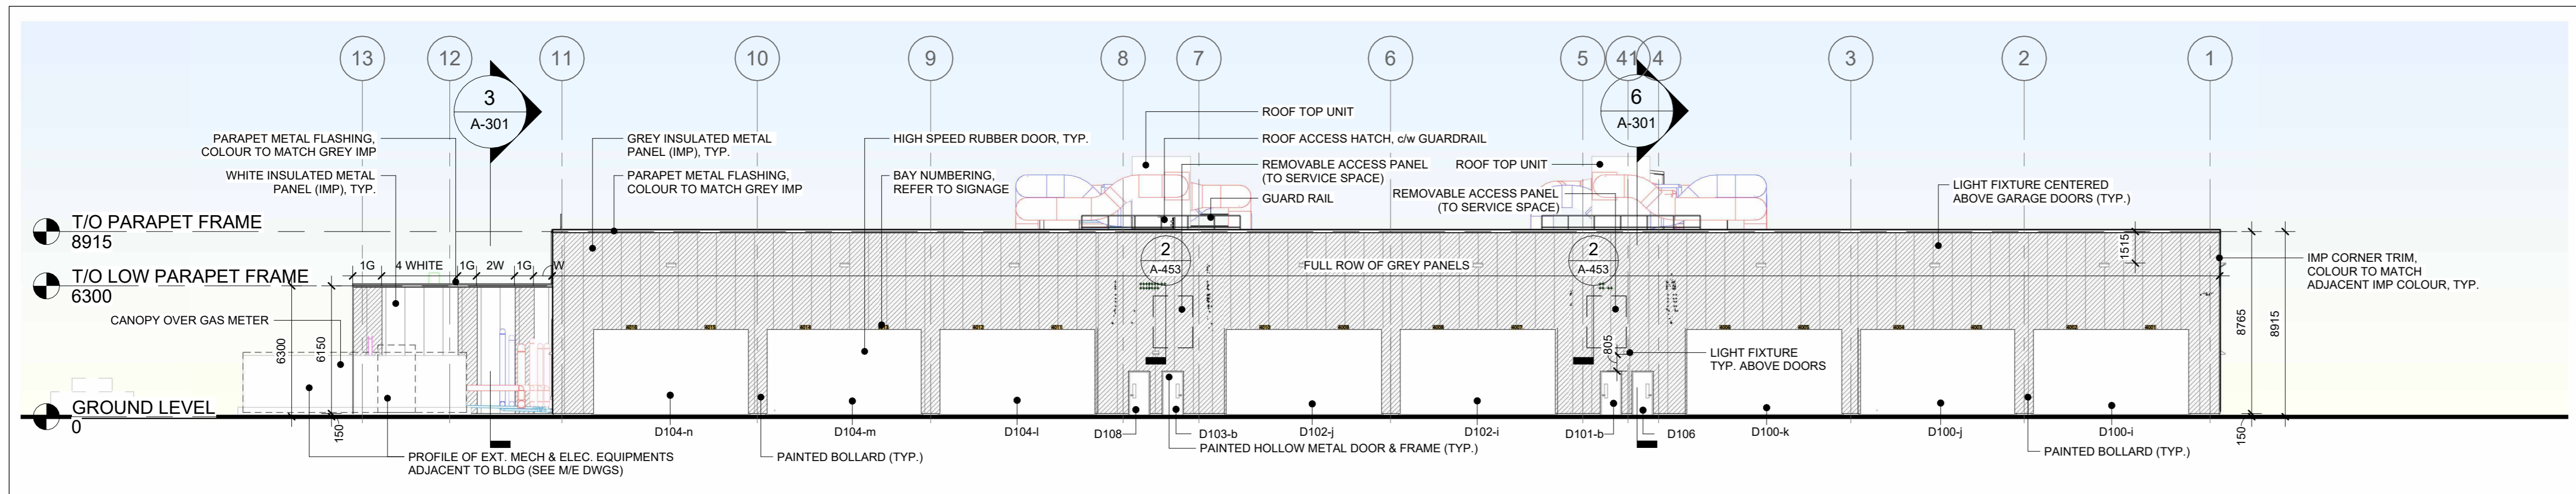 13
12
11
10
9
8
7
6
5
41
4
3
2
1
3
A-301
6
A-301
PARAPET METAL FLASHING,
COLOUR TO MATCH GREY IMP
WHITE INSULATED METAL
PANEL (IMP), TYP.
GREY INSULATED METAL
PANEL (IMP), TYP.
PARAPET METAL FLASHING,
COLOUR TO MATCH GREY IMP
HIGH SPEED RUBBER DOOR, TYP.
BAY NUMBERING,
REFER TO SIGNAGE
ROOF TOP UNIT
ROOF ACCESS HATCH, c/w GUARDRAIL
REMOVABLE ACCESS PANEL
(TO SERVICE SPACE)
GUARD RAIL
ROOF TOP UNIT
REMOVABLE ACCESS PANEL
(TO SERVICE SPACE)
LIGHT FIXTURE CENTERED
ABOVE GARAGE DOORS (TYP.)
T/O PARAPET FRAME
8915
T/O LOW PARAPET FRAME
6300
1G
4 WHITE
1G
2W
1G
W
2
A-453
FULL ROW OF GREY PANELS
2
A-453
1515
IMP CORNER TRIM,
COLOUR TO MATCH
ADJACENT IMP COLOUR, TYP.
CANOPY OVER GAS METER
6300
6150
150
805
8765
8915
150
LIGHT FIXTURE
TYP. ABOVE DOORS
GROUND LEVEL
0
D104-n
D104-m
D104-l
D108
D103-b
D102-j
D102-i
D101-b
D106
D100-k
D100-j
D100-i
PROFILE OF EXT. MECH & ELEC. EQUIPMENTS
ADJACENT TO BLDG (SEE M/E DWGS)
PAINTED BOLLARD (TYP.)
PAINTED HOLLOW METAL DOOR & FRAME (TYP.)
PAINTED BOLLARD (TYP.)